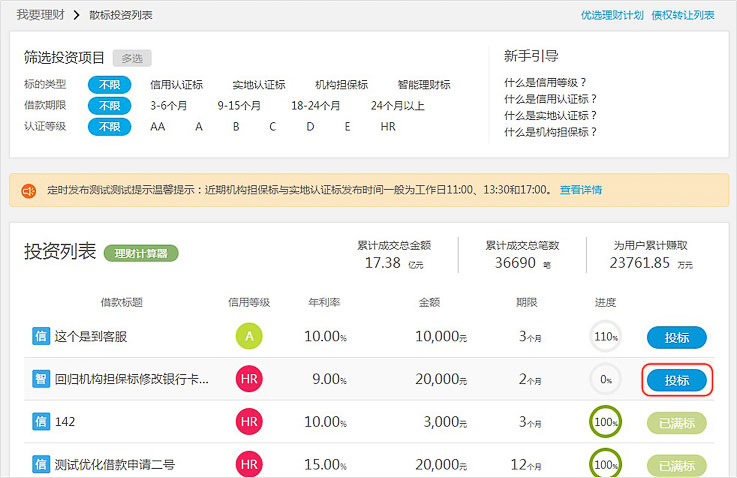 我要理财 > 散标投资列表 优选理财计划 债权转让列表
筛选投资项目 多选
标的类型 不限 信用认证标 实地认证标 机构担保标 智能理财标
借款期限 不限 3-6个月 9-15个月 18-24个月 24个月以上
认证等级 不限 AA A B C D E HR
新手引导
什么是信用等级？
什么是信用认证标？
什么是实地认证标？
什么是机构担保标？
定时发布测试测试提示温馨提示：近期机构担保标与实地认证标发布时间一般为工作日11:00、13:30和17:00。 查看详情
投资列表 理财计算器
累计成交总金额 累计成交总笔数 为用户累计赚取
17.38 亿元 36690 笔 23761.85 万元
借款标题 信用等级 年利率 金额 期限 进度
信 这个是到客服 A 10.00% 10,000元 3个月 110% 投标
智 回归机构担保标修改银行卡... HR 9.00% 20,000元 2个月 0% 投标
信 142 HR 10.00% 3,000元 3个月 100% 已满标
信 测试优化借款申请二号 HR 15.00% 20,000元 12个月 100% 已满标